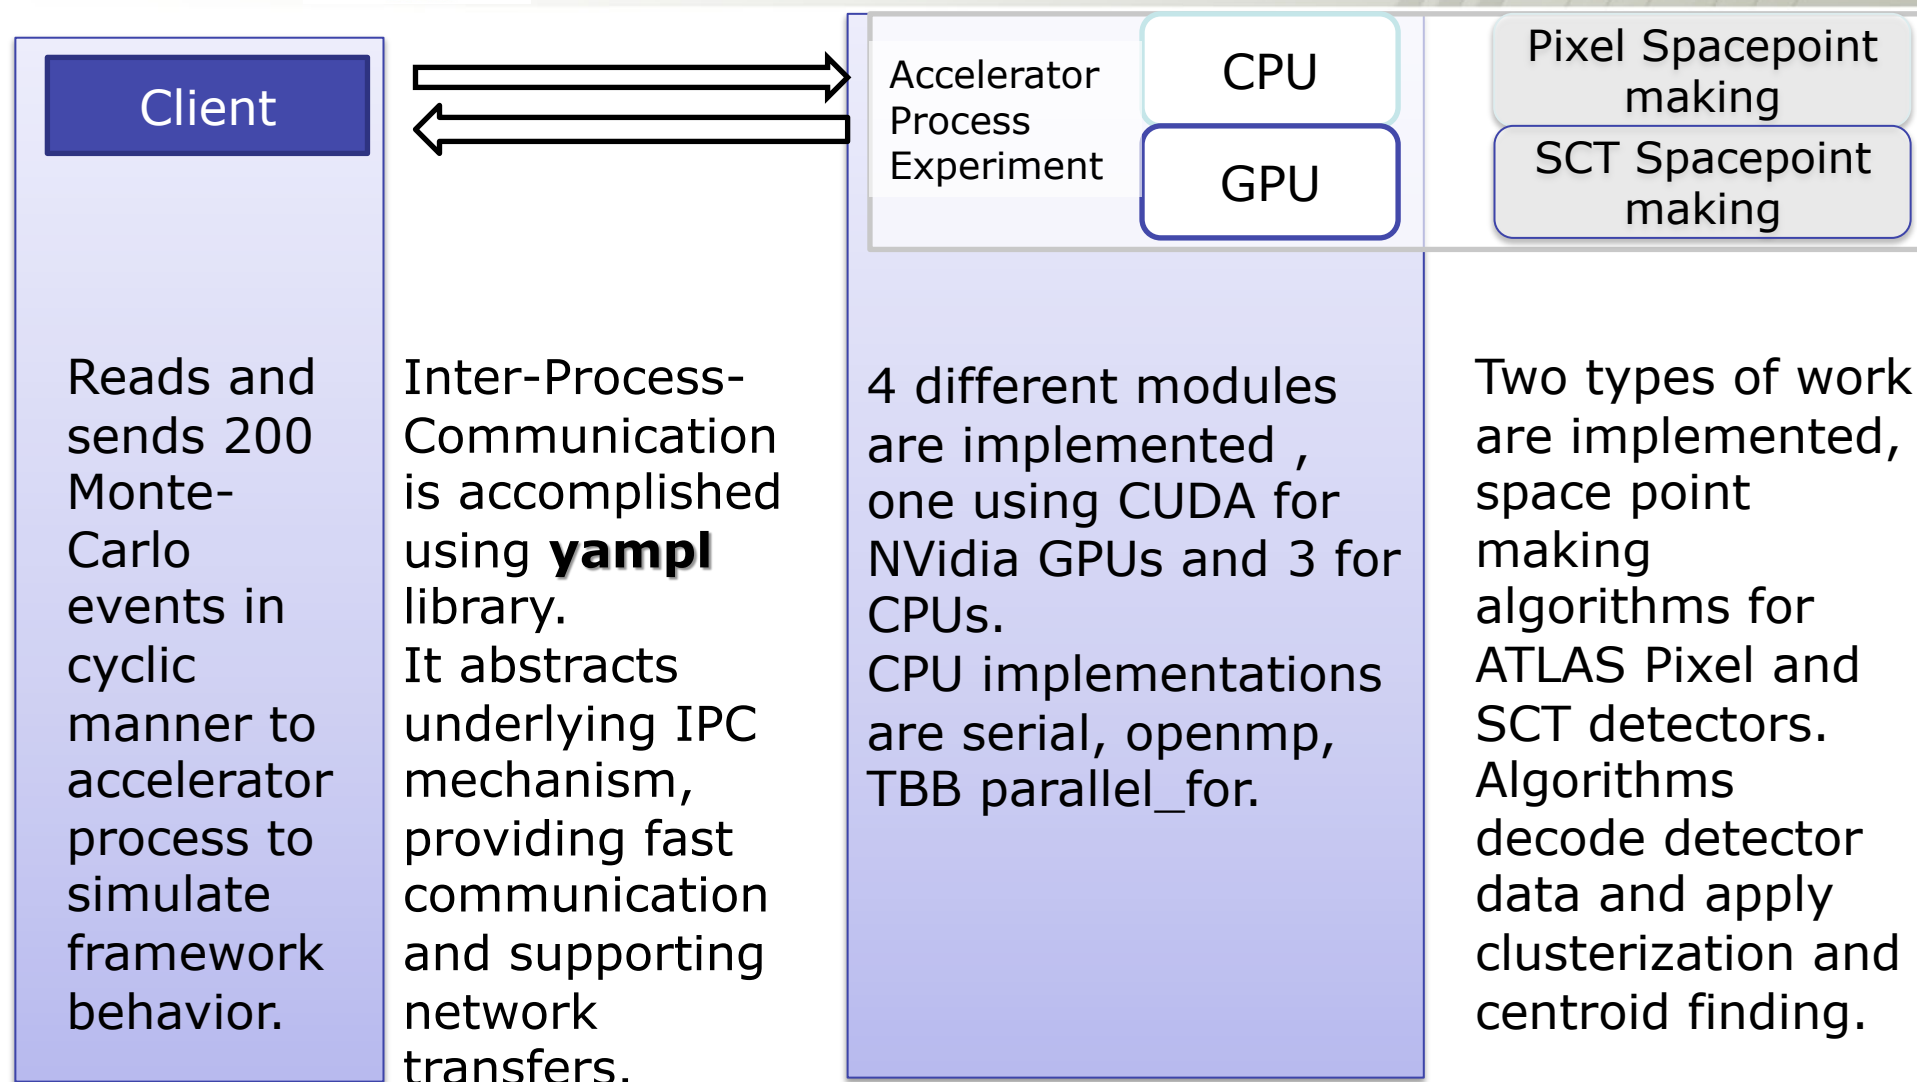 Client
Accelerator
Process
Experiment
CPU
GPU
Pixel Spacepoint
making
SCT Spacepoint
making
Reads and
sends 200
Monte-
Carlo
events in
cyclic
manner to
accelerator
process to
simulate
framework
behavior.
Inter-Process-
Communication
is accomplished
using yampl
library.
It abstracts
underlying IPC
mechanism,
providing fast
communication
and supporting
network
transfers.
4 different modules
are implemented ,
one using CUDA for
NVidia GPUs and 3 for
CPUs.
CPU implementations
are serial, openmp,
TBB parallel_for.
Two types of work
are implemented,
space point
making
algorithms for
ATLAS Pixel and
SCT detectors.
Algorithms
decode detector
data and apply
clusterization and
centroid finding.